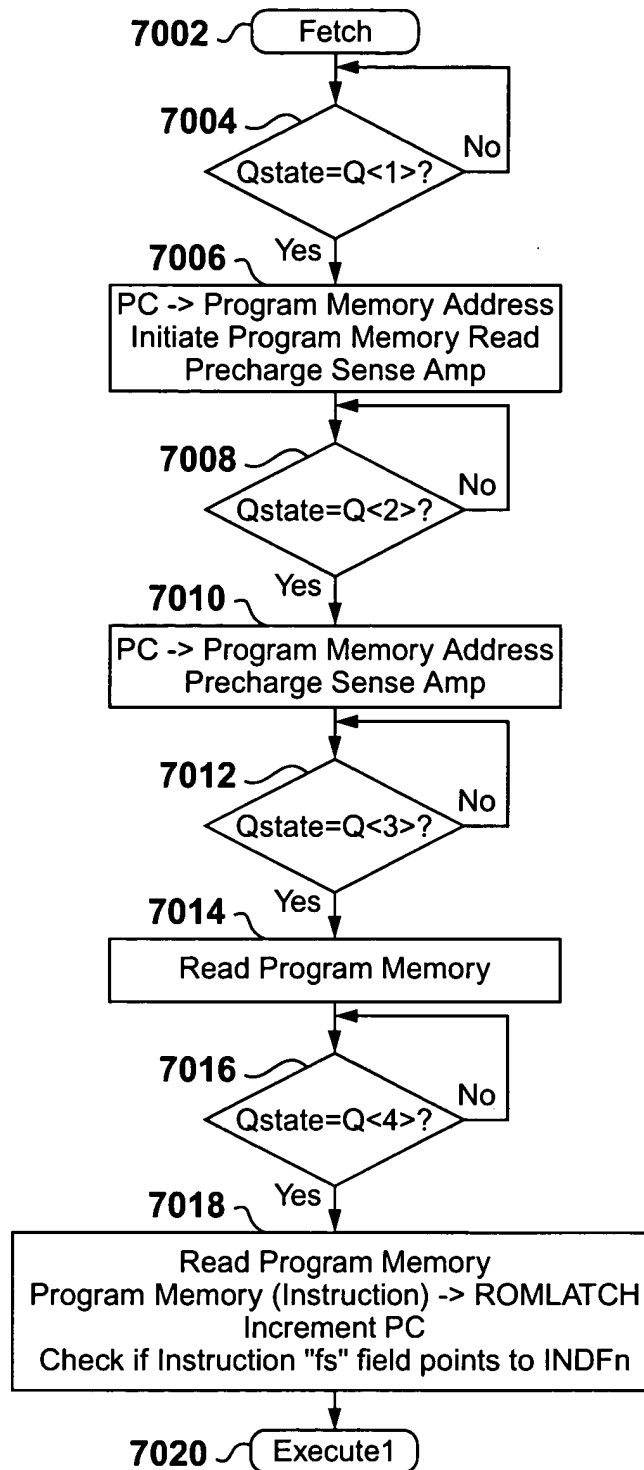 7002
Fetch
7004
Qstate=Q<1>?
No
Yes
7006
PC -> Program Memory Address
Initiate Program Memory Read
Precharge Sense Amp
7008
Qstate=Q<2>?
No
Yes
7010
PC -> Program Memory Address
Precharge Sense Amp
7012
Qstate=Q<3>?
No
Yes
7014
Read Program Memory
7016
Qstate=Q<4>?
No
Yes
7018
Read Program Memory
Program Memory (Instruction) -> ROMLATCH
Increment PC
Check if Instruction "fs" field points to INDFn
7020
Execute1